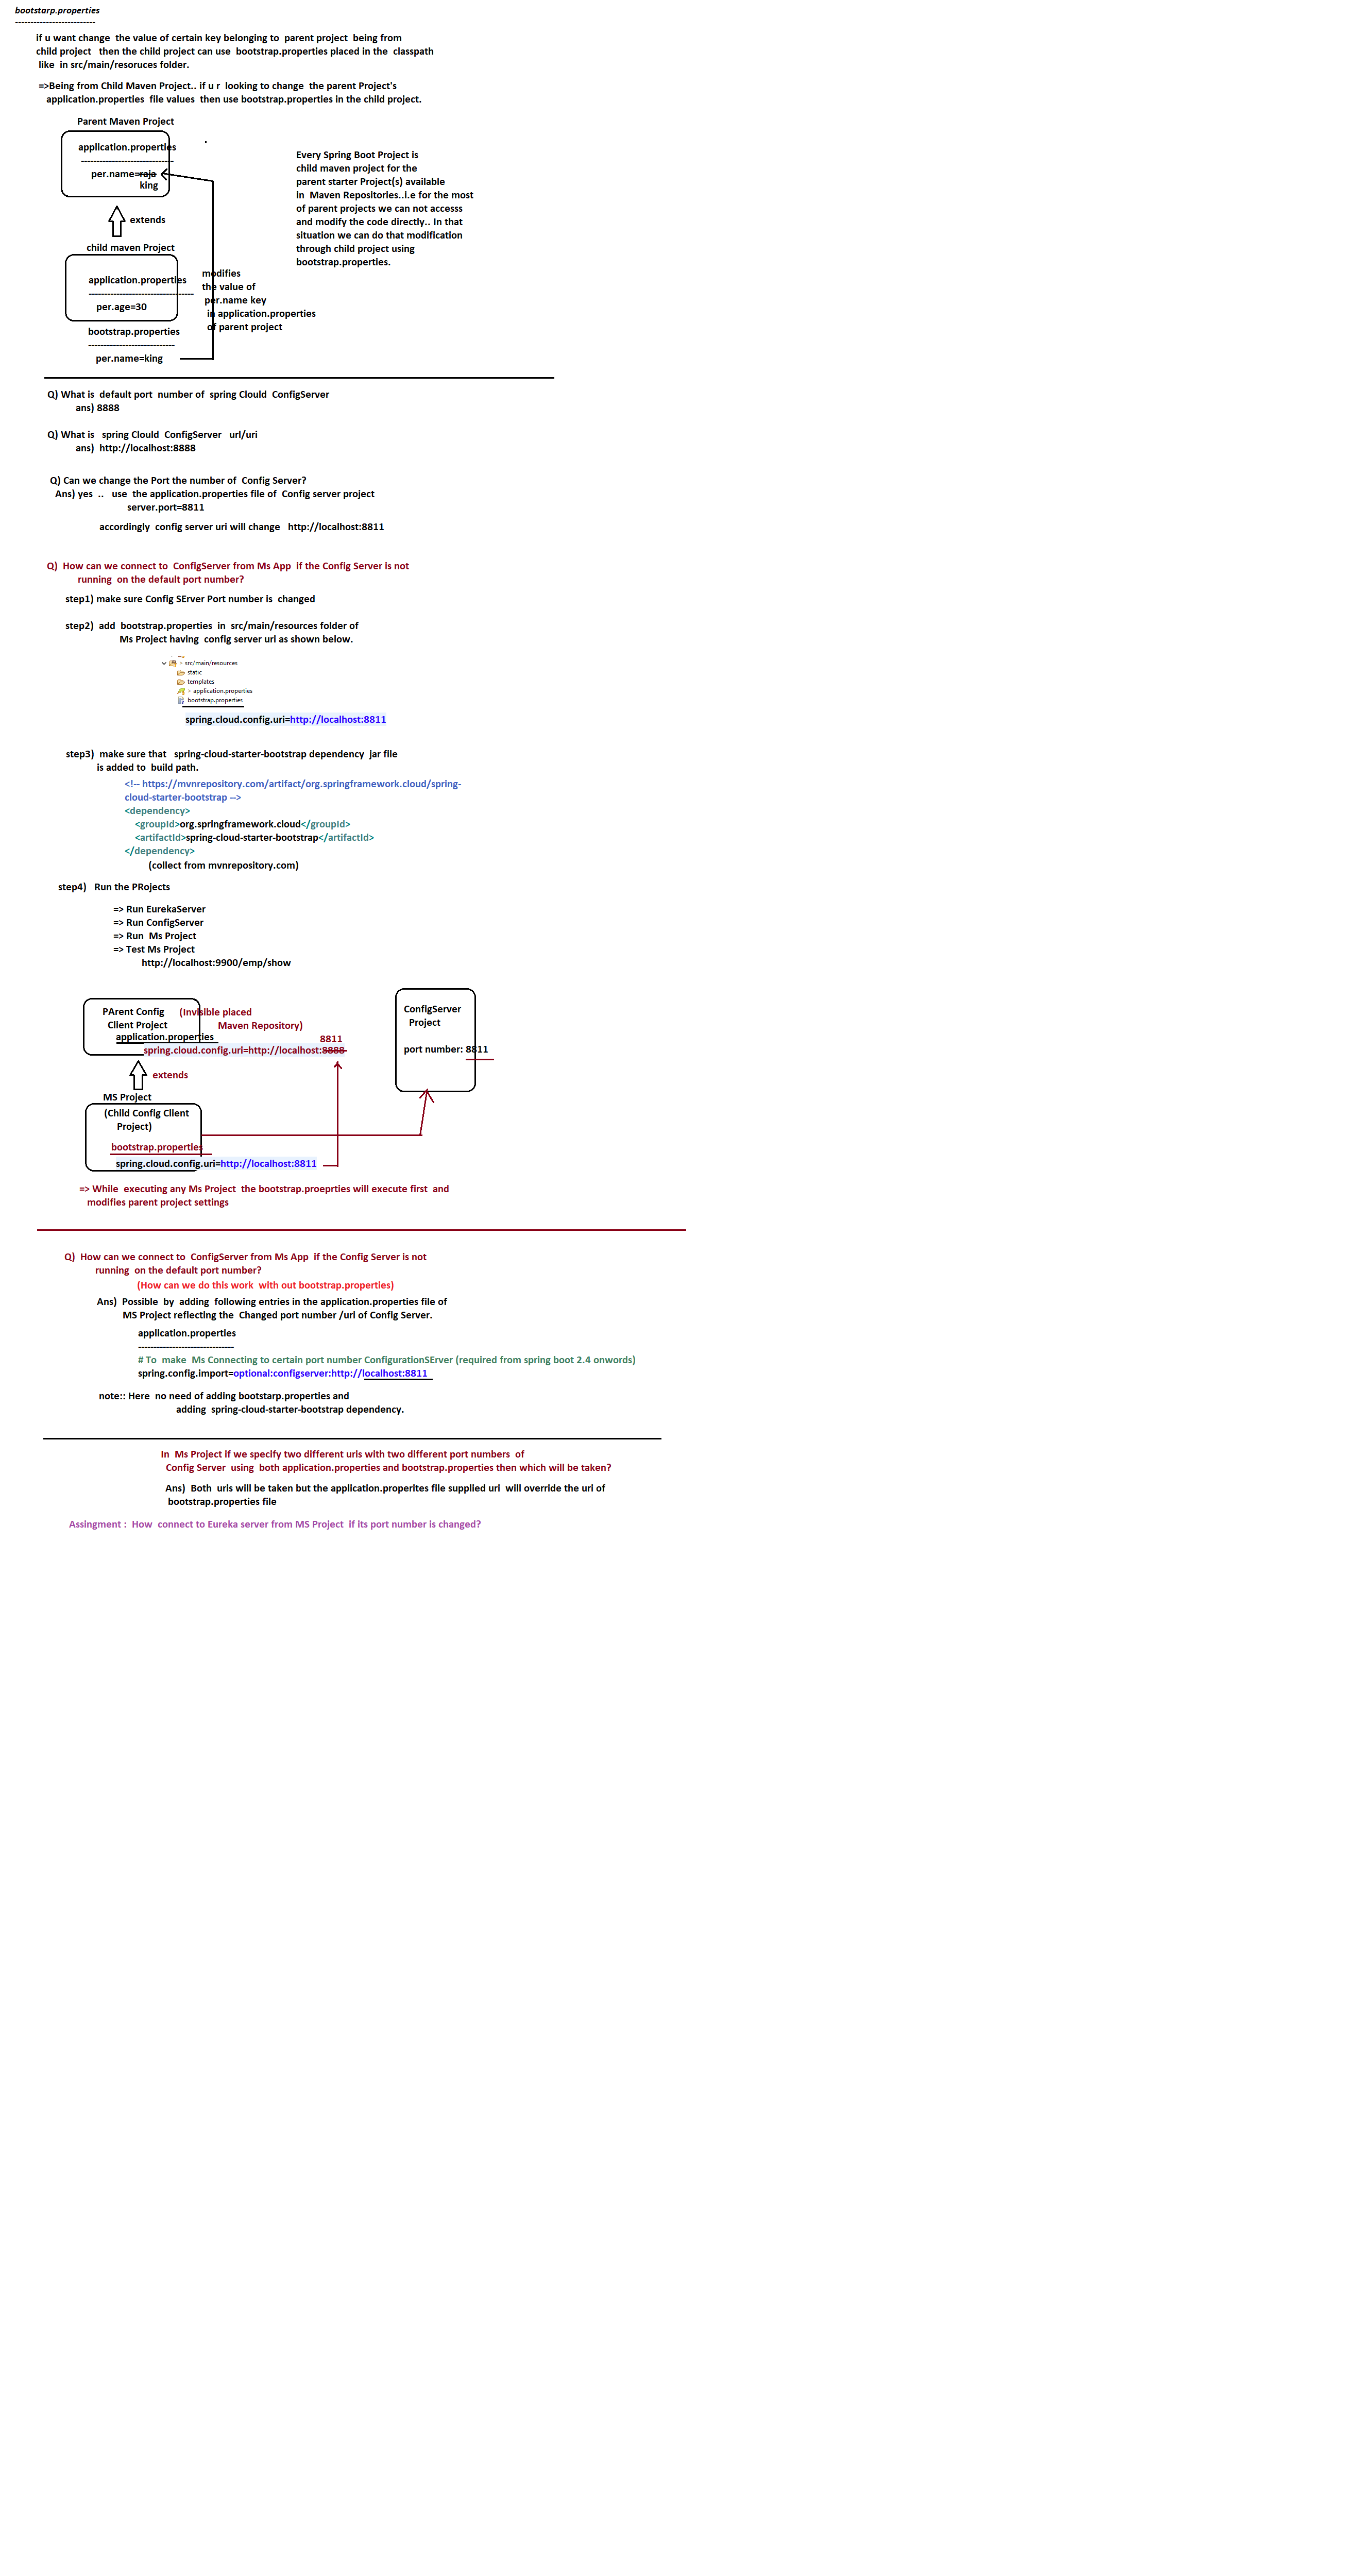 bootstarp.properties
--------------------------
if u want change the value of certain key belonging to parent project being from
child project then the child project can use bootstrap.properties placed in the classpath
like in src/main/resoruces folder.
=>Being from Child Maven Project.. if u r looking to change the parent Project's
application.properties file values then use bootstrap.properties in the child project.
Parent Maven Project
application.properties
------------------------------
per.name=raja
king
extends
child maven Project
application.properties
----------------------------------
per.age=30
bootstrap.properties
----------------------------
per.name=king
modifies
the value of
per.name key
in application.properties
of parent project
Every Spring Boot Project is
child maven project for the
parent starter Project(s) available
in Maven Repositories..i.e for the most
of parent projects we can not accesss
and modify the code directly.. In that
situation we can do that modification
through child project using
bootstrap.properties.
Q) What is default port number of spring Clould ConfigServer
ans) 8888
Q) What is spring Clould ConfigServer url/uri
ans) http://localhost:8888
Q) Can we change the Port the number of Config Server?
Ans) yes .. use the application.properties file of Config server project
server.port=8811
accordingly config server uri will change http://localhost:8811
Q) How can we connect to ConfigServer from Ms App if the Config Server is not
running on the default port number?
step1) make sure Config SErver Port number is changed
step2) add bootstrap.properties in src/main/resources folder of
Ms Project having config server uri as shown below.
> src/main/resources
static
templates
> application.properties
bootstrap.properties
spring.cloud.config.uri=http://localhost:8811
step3) make sure that spring-cloud-starter-bootstrap dependency jar file
is added to build path.
<!-- https://mvnrepository.com/artifact/org.springframework.cloud/spring-
cloud-starter-bootstrap -->
<dependency>
<groupId>org.springframework.cloud</groupId>
<artifactId>spring-cloud-starter-bootstrap</artifactId>
</dependency>
(collect from mvnrepository.com)
step4) Run the PRojects
=> Run EurekaServer
=> Run ConfigServer
=> Run Ms Project
=> Test Ms Project
http://localhost:9900/emp/show
PArent Config (Invisible placed
Client Project Maven Repository)
application.properties
8811
spring.cloud.config.uri=http://localhost:8888
extends
MS Project
(Child Config Client
Project)
bootstrap.properties
spring.cloud.config.uri=http://localhost:8811
ConfigServer
Project
port number: 8811
=> While executing any Ms Project the bootstrap.proeprties will execute first and
modifies parent project settings
Q) How can we connect to ConfigServer from Ms App if the Config Server is not
running on the default port number?
(How can we do this work with out bootstrap.properties)
Ans) Possible by adding following entries in the application.properties file of
MS Project reflecting the Changed port number /uri of Config Server.
application.properties
-------------------------------
# To make Ms Connecting to certain port number ConfigurationSErver (required from spring boot 2.4 onwords)
spring.config.import=optional:configserver:http://localhost:8811
note:: Here no need of adding bootstarp.properties and
adding spring-cloud-starter-bootstrap dependency.
In Ms Project if we specify two different uris with two different port numbers of
Config Server using both application.properties and bootstrap.properties then which will be taken?
Ans) Both uris will be taken but the application.properites file supplied uri will override the uri of
bootstrap.properties file
Assingment : How connect to Eureka server from MS Project if its port number is changed?